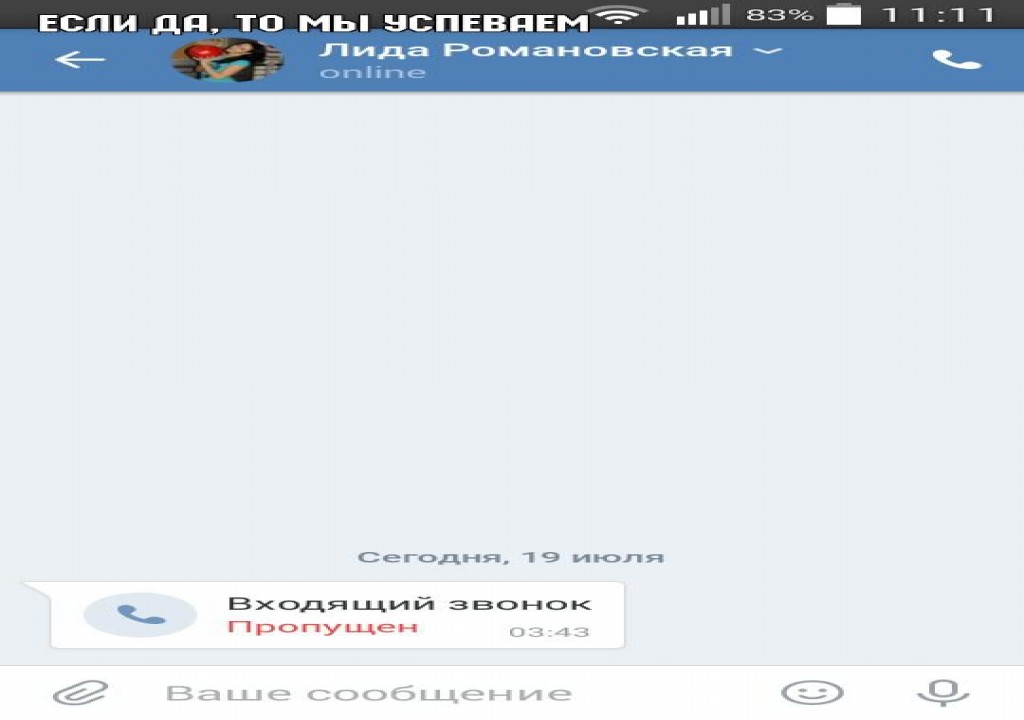 ЕСЛИ ДА, ТО МЫ УСПЕВАЕМ
83% 11:11
Лида Романовская
online
Сегодня, 19 июля
Входящий звонок
Пропущен 03:43
Ваше сообщение